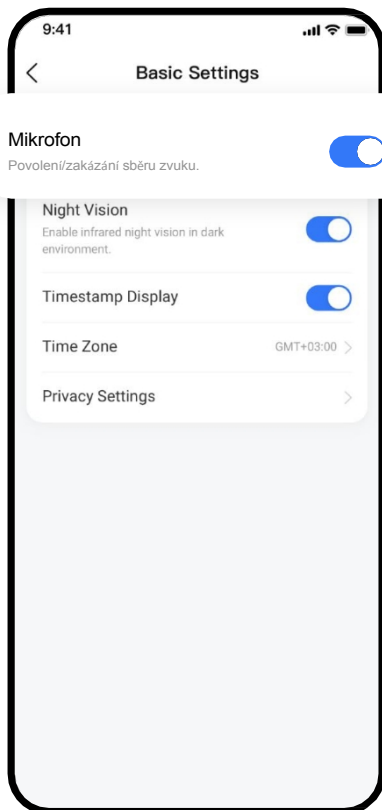 9:41
Basic Settings
Mikrofon
Povolení/zakázání sběru zvuku.
Night Vision
Enable infrared night vision in dark
environment.
Timestamp Display
Time Zone GMT+03:00
Privacy Settings